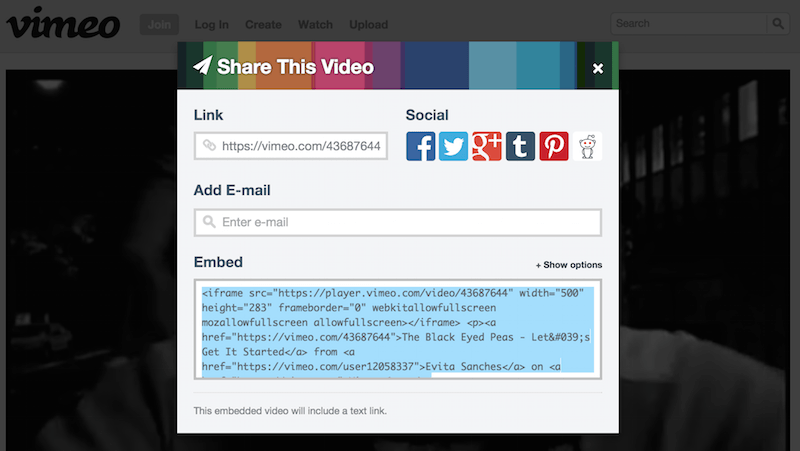 vimeo Join Log In Create Watch Upload Search
Share This Video
Link
https://vimeo.com/43687644
Social
Add E-mail
Enter e-mail
Embed
+ Show options
<iframe src="https://player.vimeo.com/video/43687644" width="500"
height="283" frameborder="0" webkitallowfullscreen
mozallowfullscreen allowfullscreen></iframe> <p><a
href="https://vimeo.com/43687644">The Black Eyed Peas - Let&#039;s
Get It Started</a> from <a
href="https://vimeo.com/user12058337">Evita Sanches</a> on <a
This embedded video will include a text link.